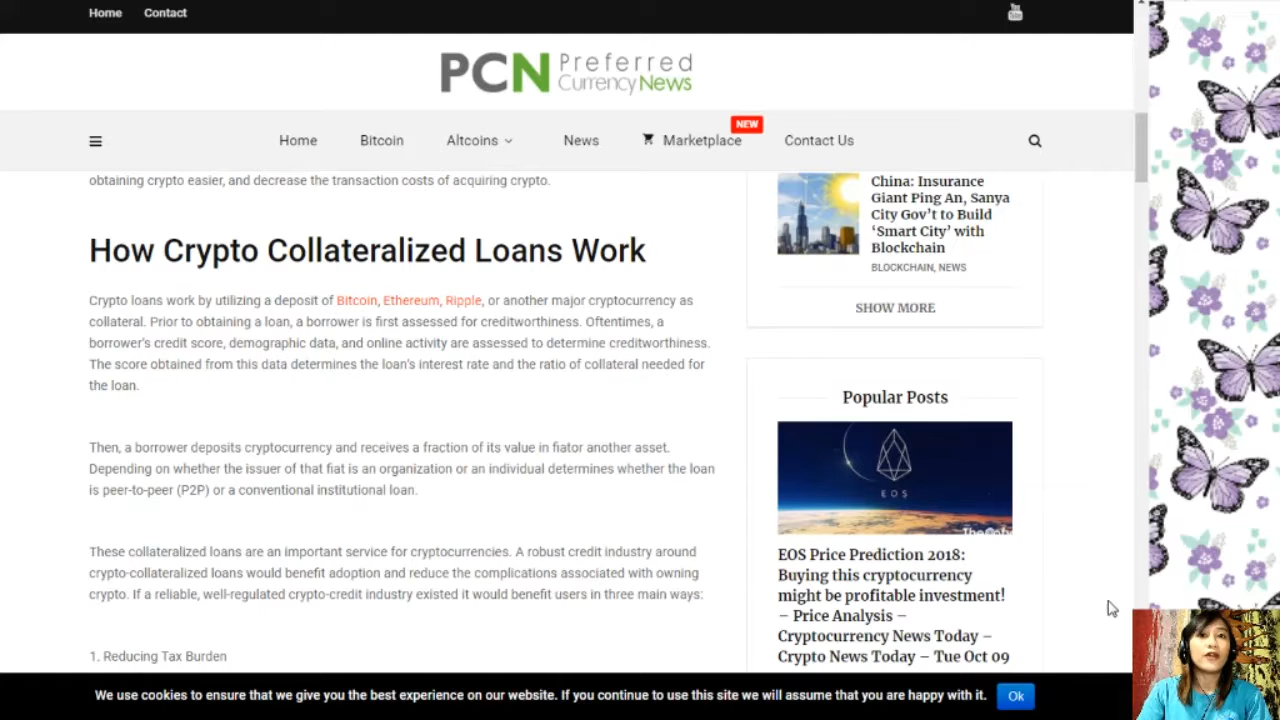 Home Contact
You Tube
PCN Preferred
CurrencyNews
Home Bitcoin Altcoins News Marketplace NEW Contact Us
obtaining crypto easier, and decrease the transaction costs of acquiring crypto.
How Crypto Collateralized Loans Work
Crypto loans work by utilizing a deposit of Bitcoin, Ethereum, Ripple, or another major cryptocurrency as
collateral. Prior to obtaining a loan, a borrower is first assessed for creditworthiness. Oftentimes, a
borrower's credit score, demographic data, and online activity are assessed to determine creditworthiness.
The score obtained from this data determines the loan's interest rate and the ratio of collateral needed for
the loan.
Then, a borrower deposits cryptocurrency and receives a fraction of its value in fiator another asset.
Depending on whether the issuer of that fiat is an organization or an individual determines whether the loan
is peer-to-peer (P2P) or a conventional institutional loan.
These collateralized loans are an important service for cryptocurrencies. A robust credit industry around
crypto-collateralized loans would benefit adoption and reduce the complications associated with owning
crypto. If a reliable, well-regulated crypto-credit industry existed it would benefit users in three main ways:
1. Reducing Tax Burden
China: Insurance
Giant Ping An, Sanya
City Gov't to Build
'Smart City' with
Blockchain
BLOCKCHAIN, NEWS
SHOW MORE
Popular Posts
EOS
EOS Price Prediction 2018:
Buying this cryptocurrency
might be profitable investment!
– Price Analysis –
Cryptocurrency News Today –
Crypto News Today – Tue Oct 09
We use cookies to ensure that we give you the best experience on our website. If you continue to use this site we will assume that you are happy with it. Ok